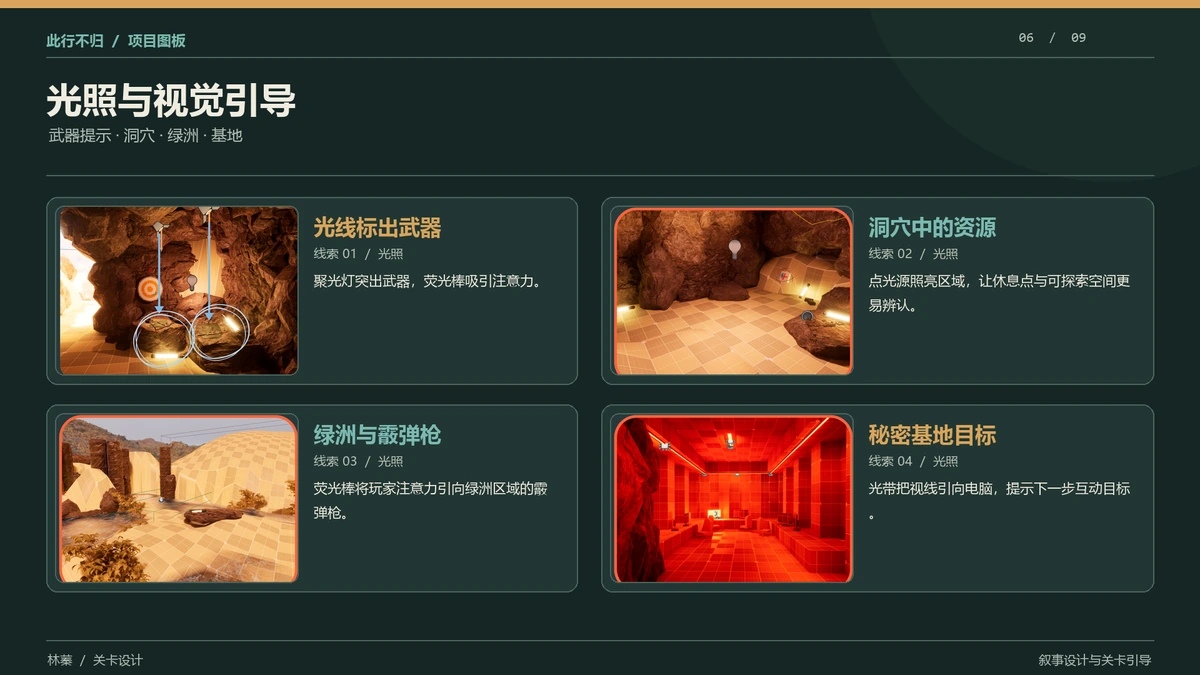 此行不归 / 项目图板
06 / 09
光照与视觉引导
武器提示 · 洞穴 · 绿洲 · 基地
光线标出武器
线索 01 / 光照
聚光灯突出武器，荧光棒吸引注意力。
洞穴中的资源
线索 02 / 光照
点光源照亮区域，让休息点与可探索空间更
易辨认。
绿洲与霰弹枪
线索 03 / 光照
荧光棒将玩家注意力引向绿洲区域的霰
弹枪。
秘密基地目标
线索 04 / 光照
光带把视线引向电脑，提示下一步互动目标
。
林蓁 / 关卡设计
叙事设计与关卡引导